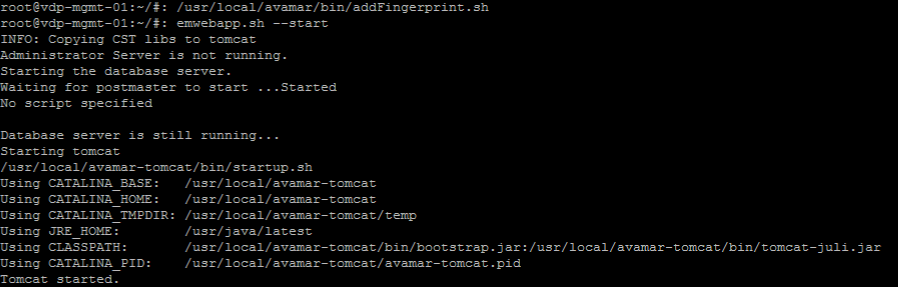 root@vdp-mgmt-01:~/#: /usr/local/avamar/bin/addFingerprint.sh
root@vdp-mgmt-01:~/#: emwebapp.sh --start
INFO: Copying CST libs to tomcat
Administrator Server is not running.
Starting the database server.
Waiting for postmaster to start ...Started
No script specified

Database server is still running...
Starting tomcat
/usr/local/avamar-tomcat/bin/startup.sh
Using CATALINA_BASE:   /usr/local/avamar-tomcat
Using CATALINA_HOME:   /usr/local/avamar-tomcat
Using CATALINA_TMPDIR: /usr/local/avamar-tomcat/temp
Using JRE_HOME:        /usr/java/latest
Using CLASSPATH:       /usr/local/avamar-tomcat/bin/bootstrap.jar:/usr/local/avamar-tomcat/bin/tomcat-juli.jar
Using CATALINA_PID:    /usr/local/avamar-tomcat/avamar-tomcat.pid
Tomcat started.